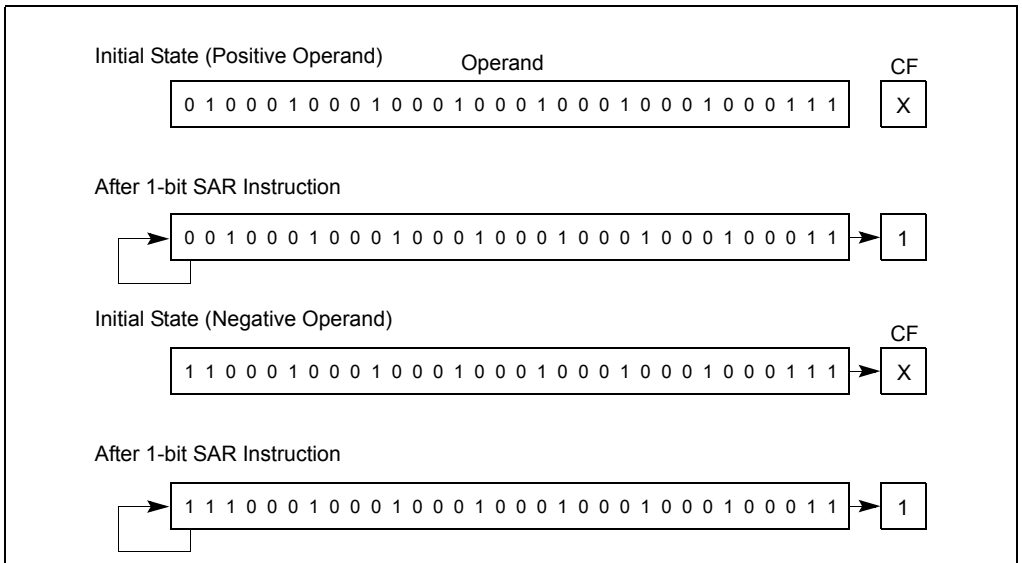 Initial State (Positive Operand) Operand CF
0 1 0 0 0 1 0 0 0 1 0 0 0 1 0 0 0 1 0 0 0 1 0 0 0 1 0 0 0 1 1 1 X
After 1-bit SAR Instruction
0 0 1 0 0 0 1 0 0 0 1 0 0 0 1 0 0 0 1 0 0 0 1 0 0 0 1 0 0 0 1 1 1
Initial State (Negative Operand) CF
1 1 0 0 0 1 0 0 0 1 0 0 0 1 0 0 0 1 0 0 0 1 0 0 0 1 0 0 0 1 1 1 X
After 1-bit SAR Instruction
1 1 1 0 0 0 1 0 0 0 1 0 0 0 1 0 0 0 1 0 0 0 1 0 0 0 1 0 0 0 1 1 1